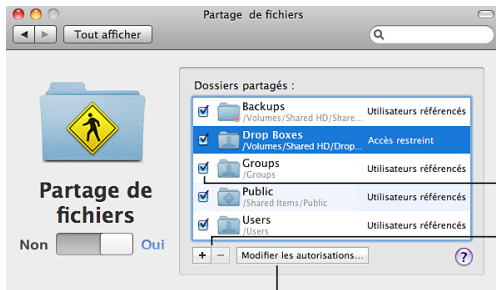 Partage de fichiers
Tout afficher
Dossiers partagés :
Backups
/Volumes/Shared HD/Share... Utilisateurs référencés
Drop Boxes
/Volumes/Shared HD/Drop... Accès restreint
Groups
/Groups Utilisateurs référencés
Public
/Shared Items/Public Utilisateurs référencés
Users
/Users Utilisateurs référencés
Partage de
fichiers
Non Oui
+ − Modifier les autorisations... ?